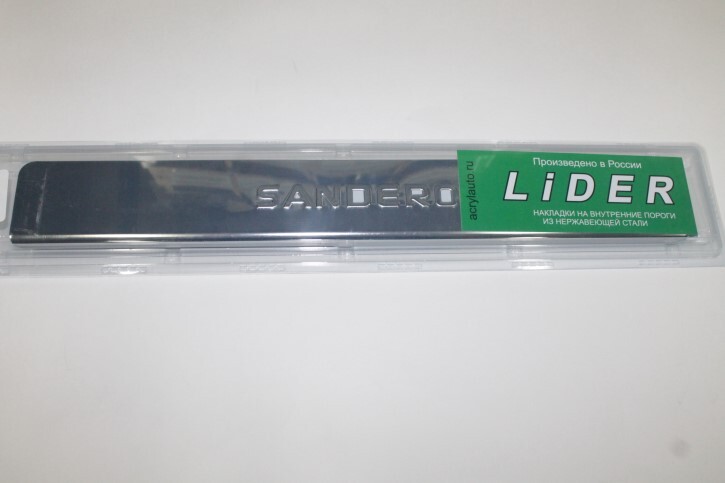 SANDERO
acrylauto.ru
Произведено в России
LiDER
НАКЛАДКИ НА ВНУТРЕННИЕ ПОРОГИ
ИЗ НЕРЖАВЕЮЩЕЙ СТАЛИ